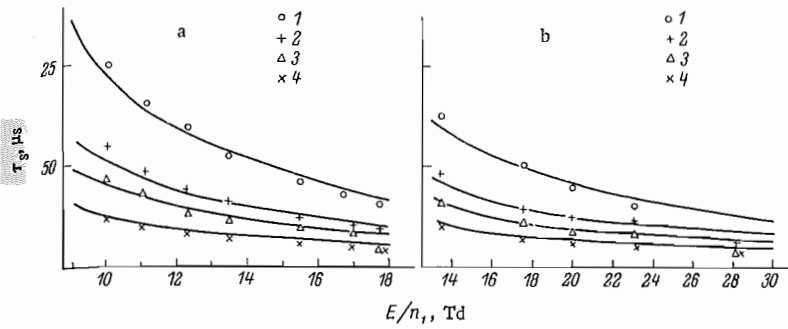 a
b
○ 1
+ 2
△ 3
× 4
○ 1
+ 2
△ 3
× 4
25
50
τs, μs
10 12 14 16 18
14 16 18 20 22 24 26 28 30
E/n1, Td